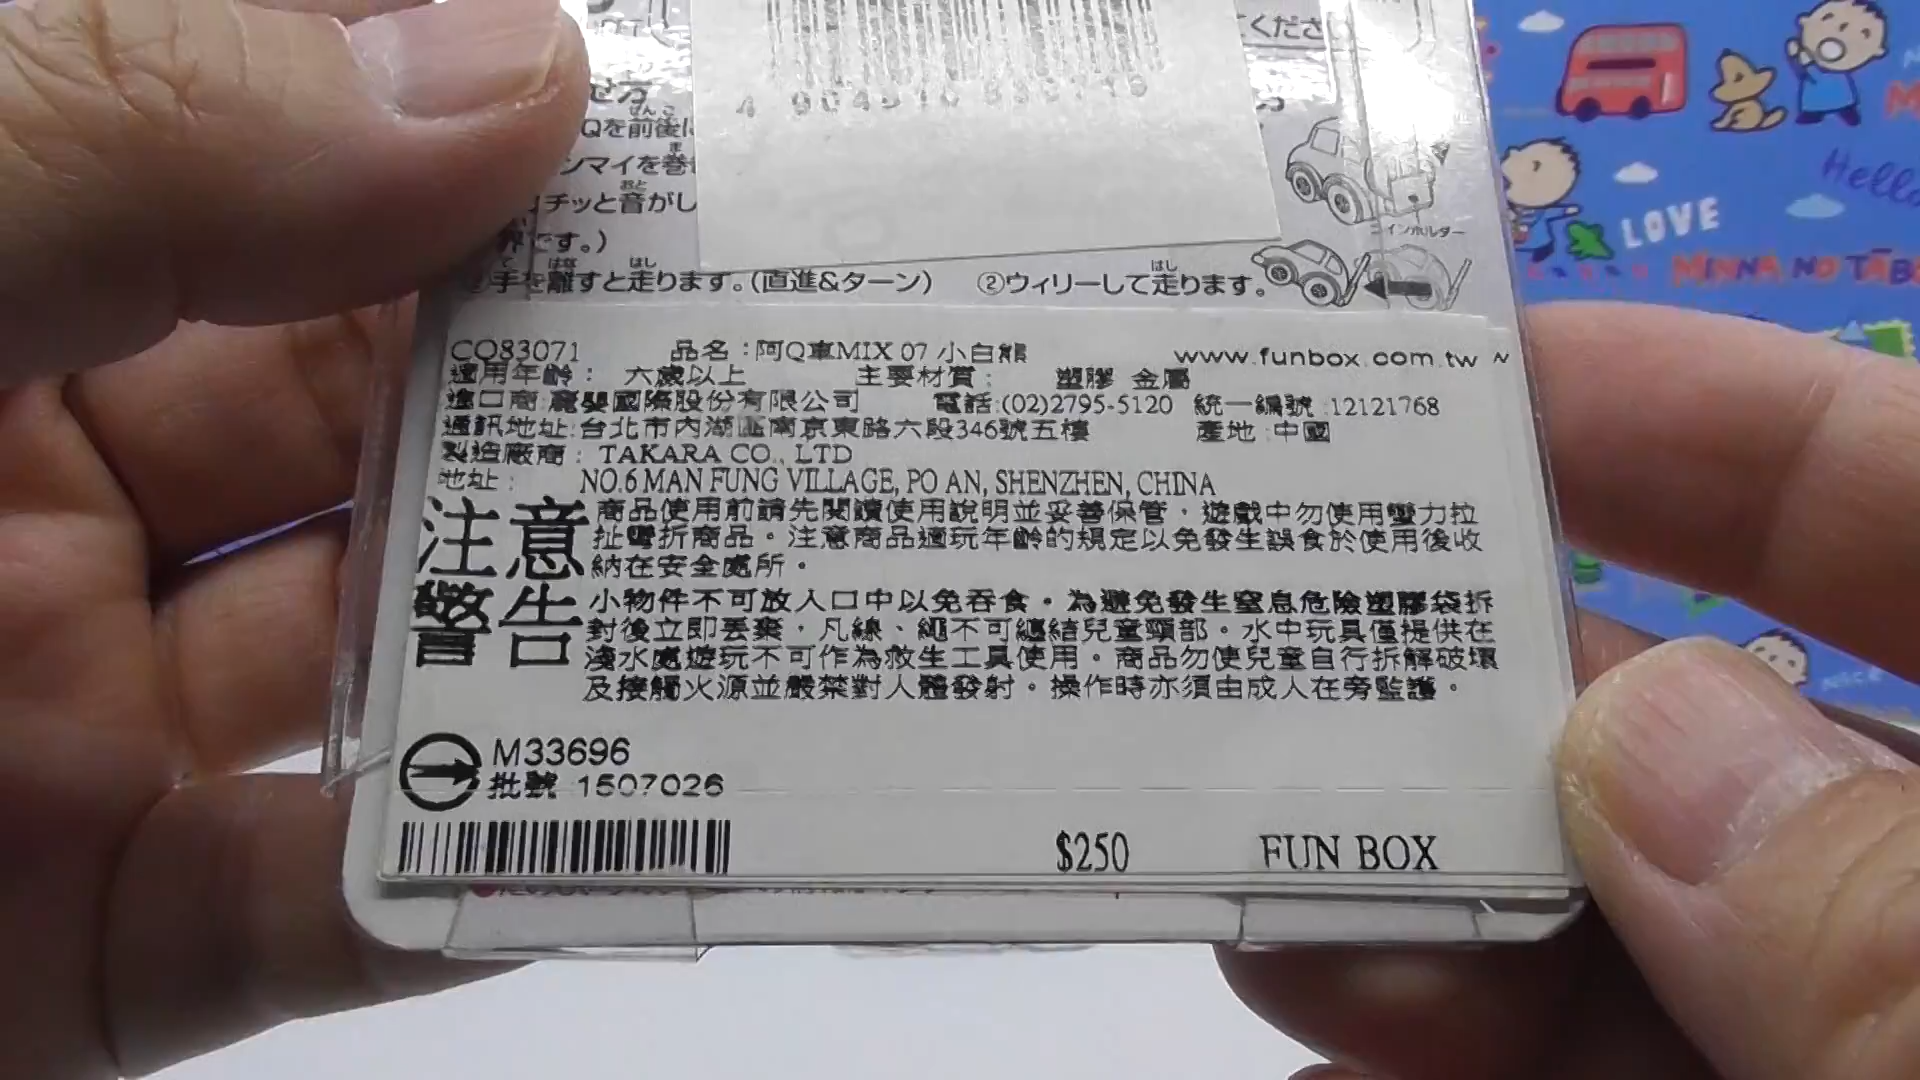 てくださ
Qを前後に
ンマイを巻
チッと音がし
界です。)
コインホルダー
手を離すと走ります。(直進&ターン) ②ウィリーして走ります。
CO83071 品名:阿Q車MIX 07 小白熊 www.funbox.com.tw
適用年齡: 六歲以上 主要材質: 塑膠 金屬
進口商:麗嬰國際股份有限公司 電話:(02)2795-5120 統一編號:12121768
通訊地址:台北市內湖區南京東路六段346號五樓 產地:中國
製造廠商: TAKARA CO., LTD
地址: NO.6 MAN FUNG VILLAGE, PO AN, SHENZHEN, CHINA
注意 商品使用前請先閱讀使用說明並妥善保管,遊戲中勿使用蠻力拉
扯彎折商品。注意商品適玩年齡的規定以免發生誤食於使用後收
納在安全處所。
警告 小物件不可放入口中以免吞食。為避免發生窒息危險塑膠袋拆
封後立即丟棄,凡線、繩不可纏結兒童頸部。水中玩具僅提供在
淺水處遊玩不可作為救生工具使用。商品勿使兒童自行拆解破壞
及接觸火源並嚴禁對人體發射。操作時亦須由成人在旁監護。
M33696
批號:1507026
$250 FUN BOX
Hello
LOVE
MINNA NO TĀBO